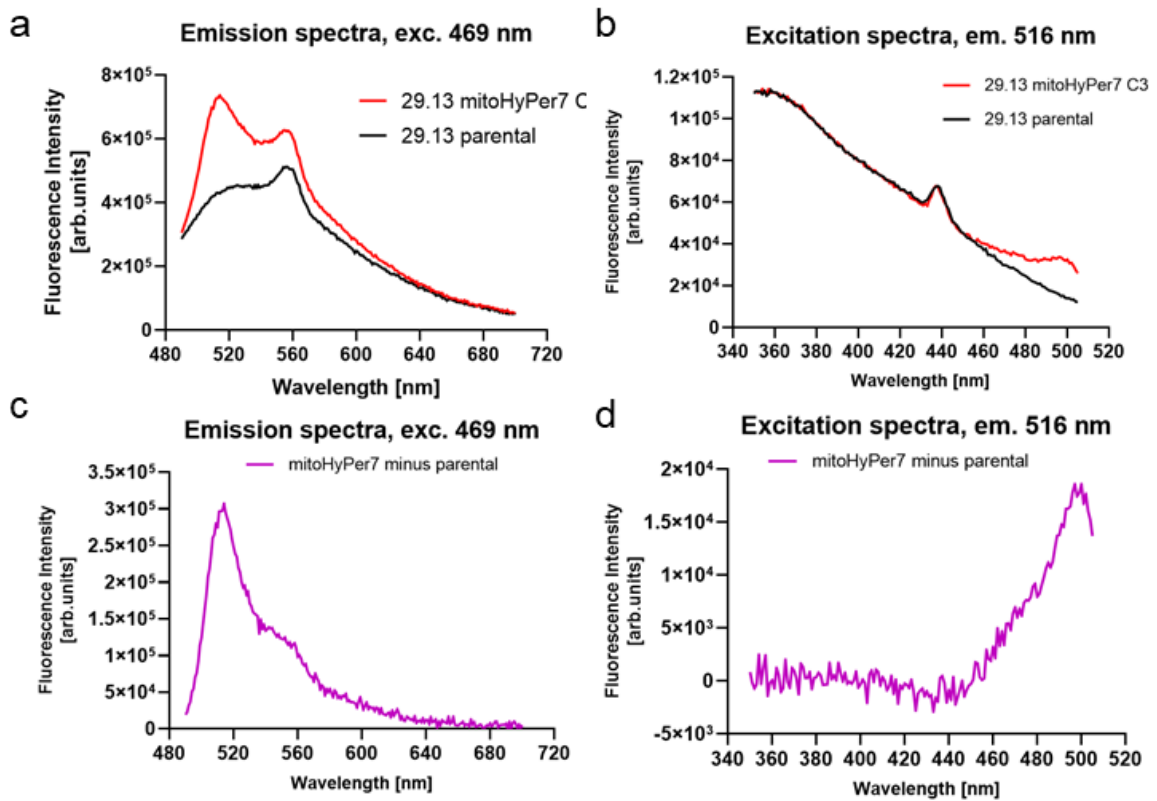 a
Emission spectra, exc. 469 nm
8×10⁵
6×10⁵
4×10⁵
2×10⁵
0
Fluorescence Intensity
[arb.units]
29.13 mitoHyPer7 C
29.13 parental
480 520 560 600 640 680 720
Wavelength [nm]
b
Excitation spectra, em. 516 nm
1.2×10⁵
1×10⁵
8×10⁴
6×10⁴
4×10⁴
2×10⁴
0
Fluorescence Intensity
[arb.units]
29.13 mitoHyPer7 C3
29.13 parental
340 360 380 400 420 440 460 480 500 520
Wavelength [nm]
c
Emission spectra, exc. 469 nm
mitoHyPer7 minus parental
3.5×10⁵
3×10⁵
2.5×10⁵
2×10⁵
1.5×10⁵
1×10⁵
5×10⁴
0
Fluorescence Intensity
[arb.units]
480 520 560 600 640 680 720
Wavelength [nm]
d
Excitation spectra, em. 516 nm
mitoHyPer7 minus parental
2×10⁴
1.5×10⁴
1×10⁴
5×10³
0
-5×10³
Fluorescence Intensity
[arb.units]
340 360 380 400 420 440 460 480 500 520
Wavelength [nm]